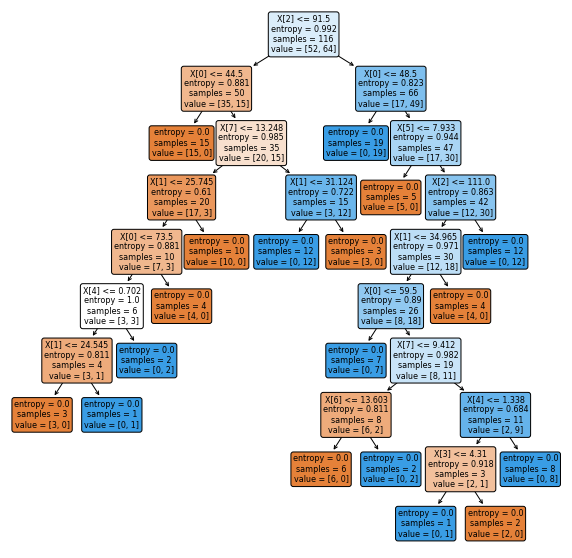 X[2] <= 91.5
entropy = 0.992
samples = 116
value = [52, 64]
X[0] <= 44.5
entropy = 0.881
samples = 50
value = [35, 15]
X[0] <= 48.5
entropy = 0.823
samples = 66
value = [17, 49]
entropy = 0.0
samples = 15
value = [15, 0]
X[7] <= 13.248
entropy = 0.985
samples = 35
value = [20, 15]
entropy = 0.0
samples = 19
value = [0, 19]
X[5] <= 7.933
entropy = 0.944
samples = 47
value = [17, 30]
X[1] <= 25.745
entropy = 0.61
samples = 20
value = [17, 3]
X[1] <= 31.124
entropy = 0.722
samples = 15
value = [3, 12]
entropy = 0.0
samples = 5
value = [5, 0]
X[2] <= 111.0
entropy = 0.863
samples = 42
value = [12, 30]
X[0] <= 73.5
entropy = 0.881
samples = 10
value = [7, 3]
entropy = 0.0
samples = 10
value = [10, 0]
entropy = 0.0
samples = 12
value = [0, 12]
entropy = 0.0
samples = 3
value = [3, 0]
X[1] <= 34.965
entropy = 0.971
samples = 30
value = [12, 18]
entropy = 0.0
samples = 12
value = [0, 12]
X[4] <= 0.702
entropy = 1.0
samples = 6
value = [3, 3]
entropy = 0.0
samples = 4
value = [4, 0]
X[0] <= 59.5
entropy = 0.89
samples = 26
value = [8, 18]
entropy = 0.0
samples = 4
value = [4, 0]
X[1] <= 24.545
entropy = 0.811
samples = 4
value = [3, 1]
entropy = 0.0
samples = 2
value = [0, 2]
entropy = 0.0
samples = 7
value = [0, 7]
X[7] <= 9.412
entropy = 0.982
samples = 19
value = [8, 11]
entropy = 0.0
samples = 3
value = [3, 0]
entropy = 0.0
samples = 1
value = [0, 1]
X[6] <= 13.603
entropy = 0.811
samples = 8
value = [6, 2]
X[4] <= 1.338
entropy = 0.684
samples = 11
value = [2, 9]
entropy = 0.0
samples = 6
value = [6, 0]
entropy = 0.0
samples = 2
value = [0, 2]
X[3] <= 4.31
entropy = 0.918
samples = 3
value = [2, 1]
entropy = 0.0
samples = 8
value = [0, 8]
entropy = 0.0
samples = 1
value = [0, 1]
entropy = 0.0
samples = 2
value = [2, 0]